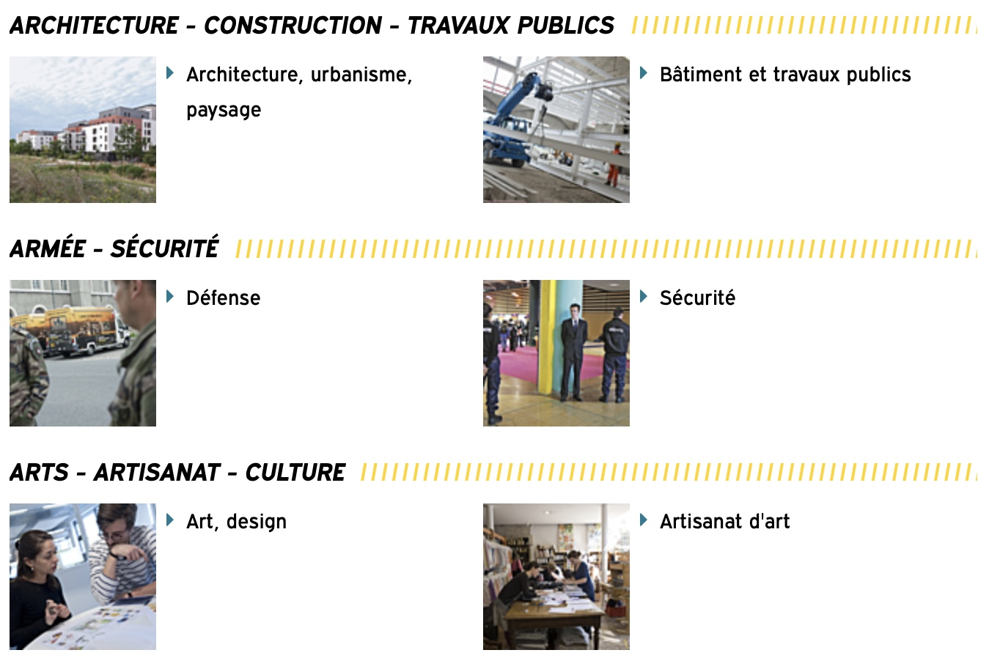 ARCHITECTURE - CONSTRUCTION - TRAVAUX PUBLICS
Architecture, urbanisme,
paysage
Bâtiment et travaux publics
ARMÉE - SÉCURITÉ
Défense
Sécurité
ARTS - ARTISANAT - CULTURE
Art, design
Artisanat d'art